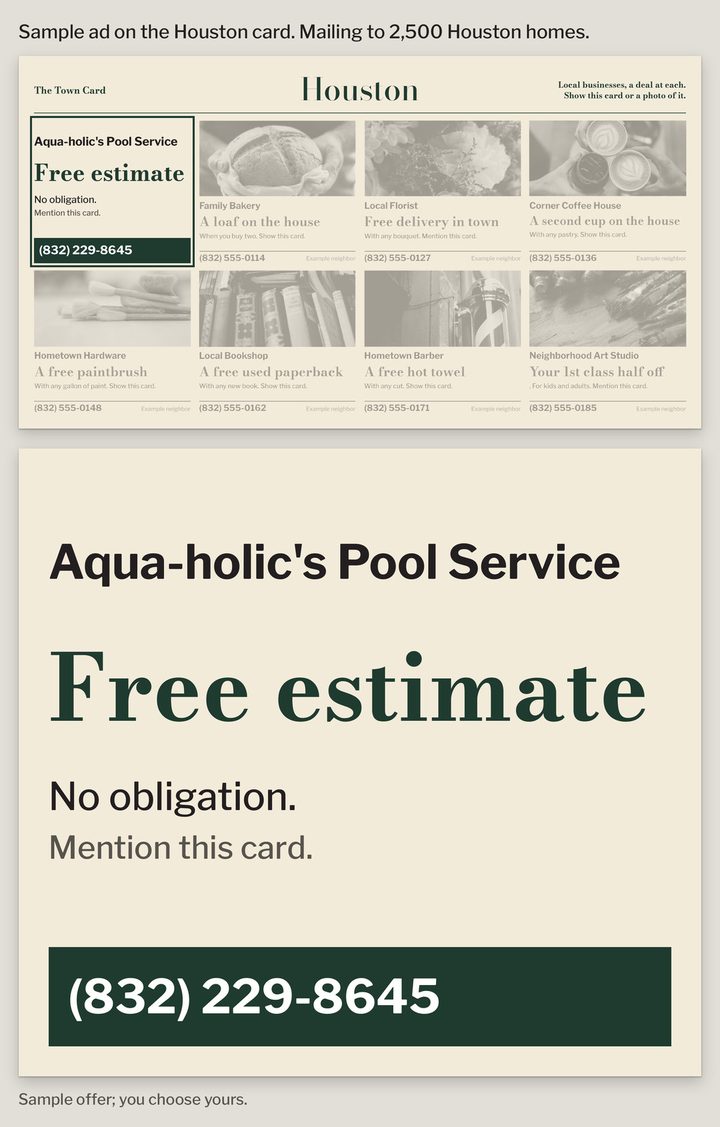 Sample ad on the Houston card. Mailing to 2,500 Houston homes.
The Town Card
Houston
Local businesses, a deal at each.
Show this card or a photo of it.
Aqua-holic's Pool Service
Free estimate
No obligation.
Mention this card.
(832) 229-8645
Family Bakery
A loaf on the house
When you buy two. Show this card.
(832) 555-0114
Example neighbor
Local Florist
Free delivery in town
With any bouquet. Mention this card.
(832) 555-0127
Example neighbor
Corner Coffee House
A second cup on the house
With any pastry. Show this card.
(832) 555-0136
Example neighbor
Hometown Hardware
A free paintbrush
With any gallon of paint. Show this card.
(832) 555-0148
Example neighbor
Local Bookshop
A free used paperback
With any new book. Show this card.
(832) 555-0162
Example neighbor
Hometown Barber
A free hot towel
With any cut. Show this card.
(832) 555-0171
Example neighbor
Neighborhood Art Studio
Your 1st class half off
For kids and adults. Mention this card.
(832) 555-0185
Example neighbor
Aqua-holic's Pool Service
Free estimate
No obligation.
Mention this card.
(832) 229-8645
Sample offer; you choose yours.